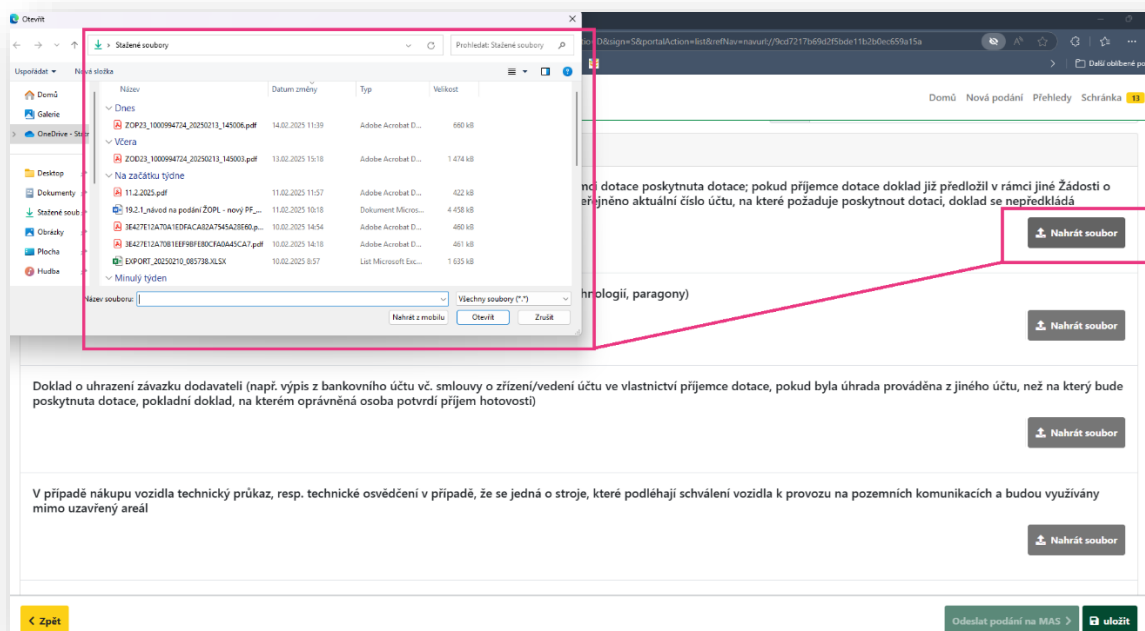 Otevřít
Stažené soubory
Prohledat: Stažené soubory
Uspořádat
Nová složka
Název Datum změny Typ Velikost
Domů
Galerie
OneDrive -
Desktop
Dokumenty
Stažené soub
Obrázky
Plocha
Hudba
Dnes
ZOP23_1000994724_20250213_145006.pdf 14.02.2025 11:39 Adobe Acrobat D... 660 kB
Včera
ZOD23_1000994724_20250213_145003.pdf 13.02.2025 15:18 Adobe Acrobat D... 1 474 kB
Na začátku týdne
11.2.2025.pdf 11.02.2025 11:57 Adobe Acrobat D... 422 kB
19.2.1_návod na podání ŽOPL - nový PF_... 11.02.2025 10:18 Dokument Micros... 4 458 kB
3E427E12A70A1EDFACA82A7545A28E60.p... 10.02.2025 14:54 Adobe Acrobat D... 460 kB
3E427E12A70B1EEF9BFEB0CFA0A45CA7.pdf 10.02.2025 14:18 Adobe Acrobat D... 461 kB
EXPORT_20250210_085738.XLSX 10.02.2025 8:57 List Microsoft Exc... 1 635 kB
Minulý týden
Název souboru:
Všechny soubory (*.*)
Nahrát z mobilu Otevřít Zrušit
=D&sign=S&portalAction=list&refNav=navurl://9cd7217b69d2f5bde11b2b0ec659a15a
Další oblíbené po
Domů Nová podání Přehledy Schránka 13
mci dotace poskytnuta dotace; pokud příjemce dotace doklad již předložil v rámci jiné Žádosti o
eřejněno aktuální číslo účtu, na které požaduje poskytnout dotaci, doklad se nepředkládá
Nahrát soubor
hnologií, paragony)
Nahrát soubor
Doklad o uhrazení závazku dodavateli (např. výpis z bankovního účtu vč. smlouvy o zřízení/vedení účtu ve vlastnictví příjemce dotace, pokud byla úhrada prováděna z jiného účtu, než na který bude
poskytnuta dotace, pokladní doklad, na kterém oprávněná osoba potvrdí příjem hotovosti)
Nahrát soubor
V případě nákupu vozidla technický průkaz, resp. technické osvědčení v případě, že se jedná o stroje, které podléhají schválení vozidla k provozu na pozemních komunikacích a budou využívány
mimo uzavřený areál
Nahrát soubor
Zpět
Odeslat podání na MAS
uložit